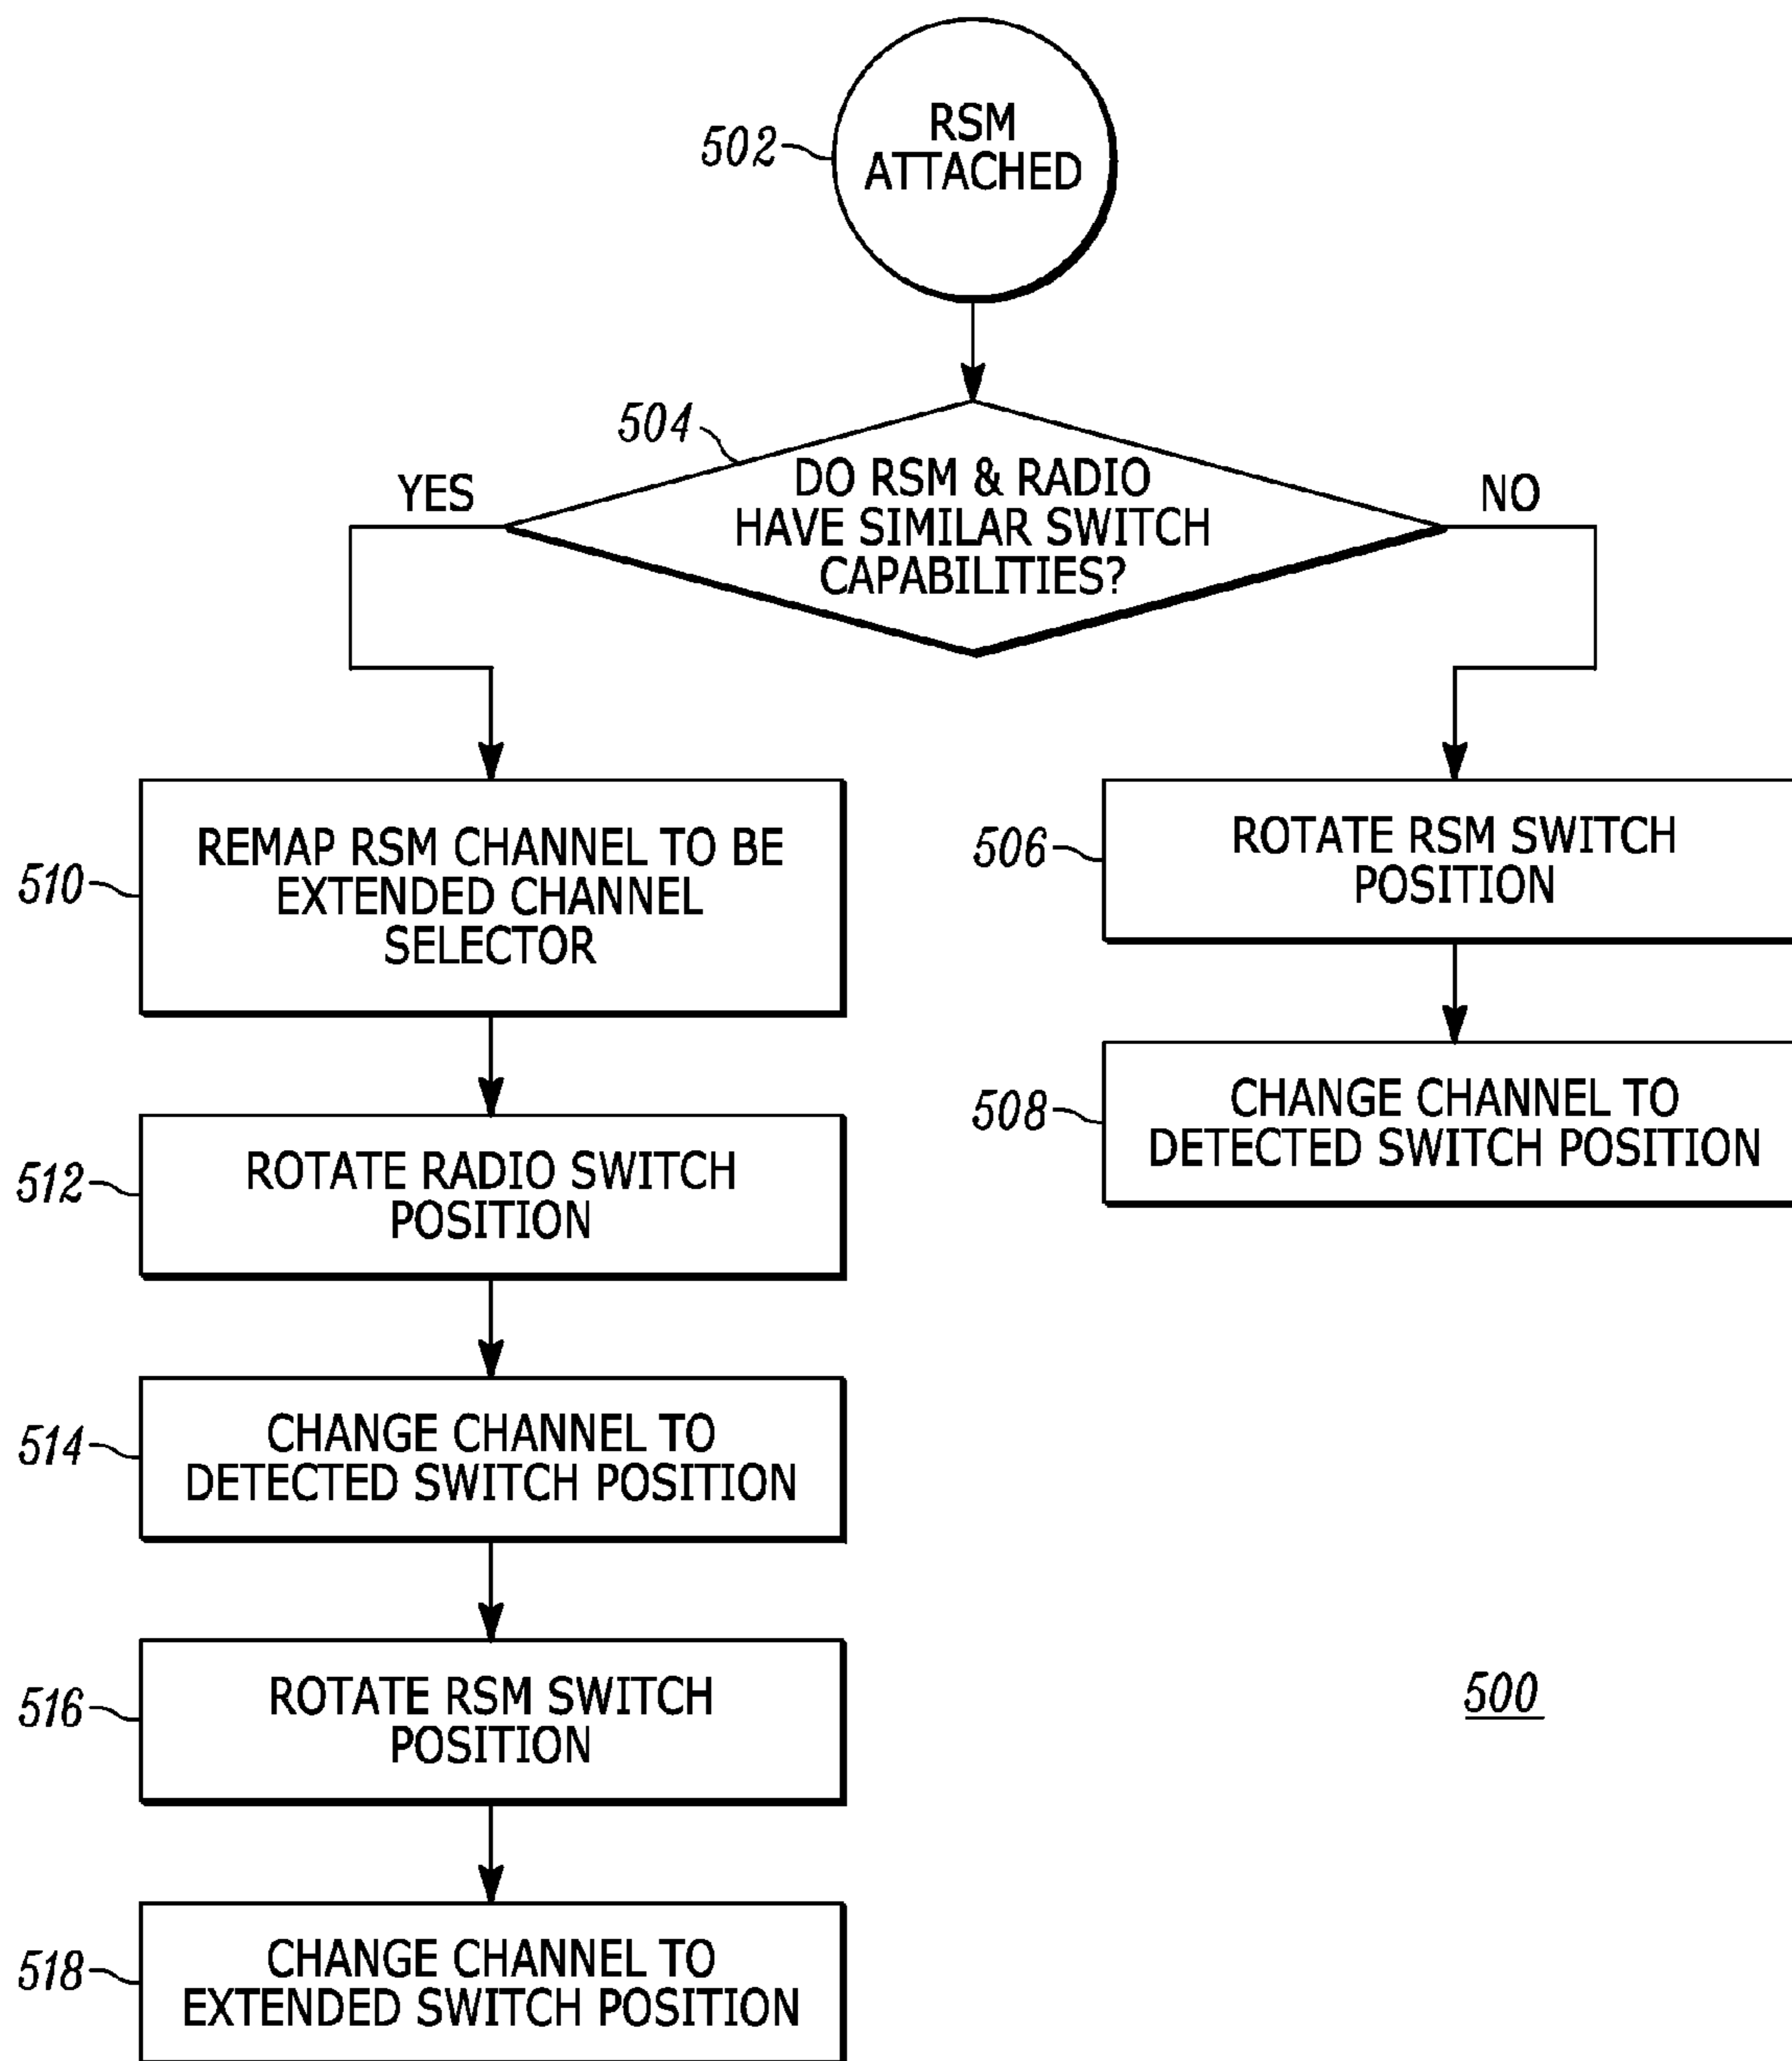 RSM
ATTACHED
502
504
DO RSM & RADIO
HAVE SIMILAR SWITCH
CAPABILITIES?
YES
NO
REMAP RSM CHANNEL TO BE
EXTENDED CHANNEL
SELECTOR
510
ROTATE RSM SWITCH
POSITION
506
ROTATE RADIO SWITCH
POSITION
512
CHANGE CHANNEL TO
DETECTED SWITCH POSITION
508
CHANGE CHANNEL TO
DETECTED SWITCH POSITION
514
ROTATE RSM SWITCH
POSITION
516
500
CHANGE CHANNEL TO
EXTENDED SWITCH POSITION
518